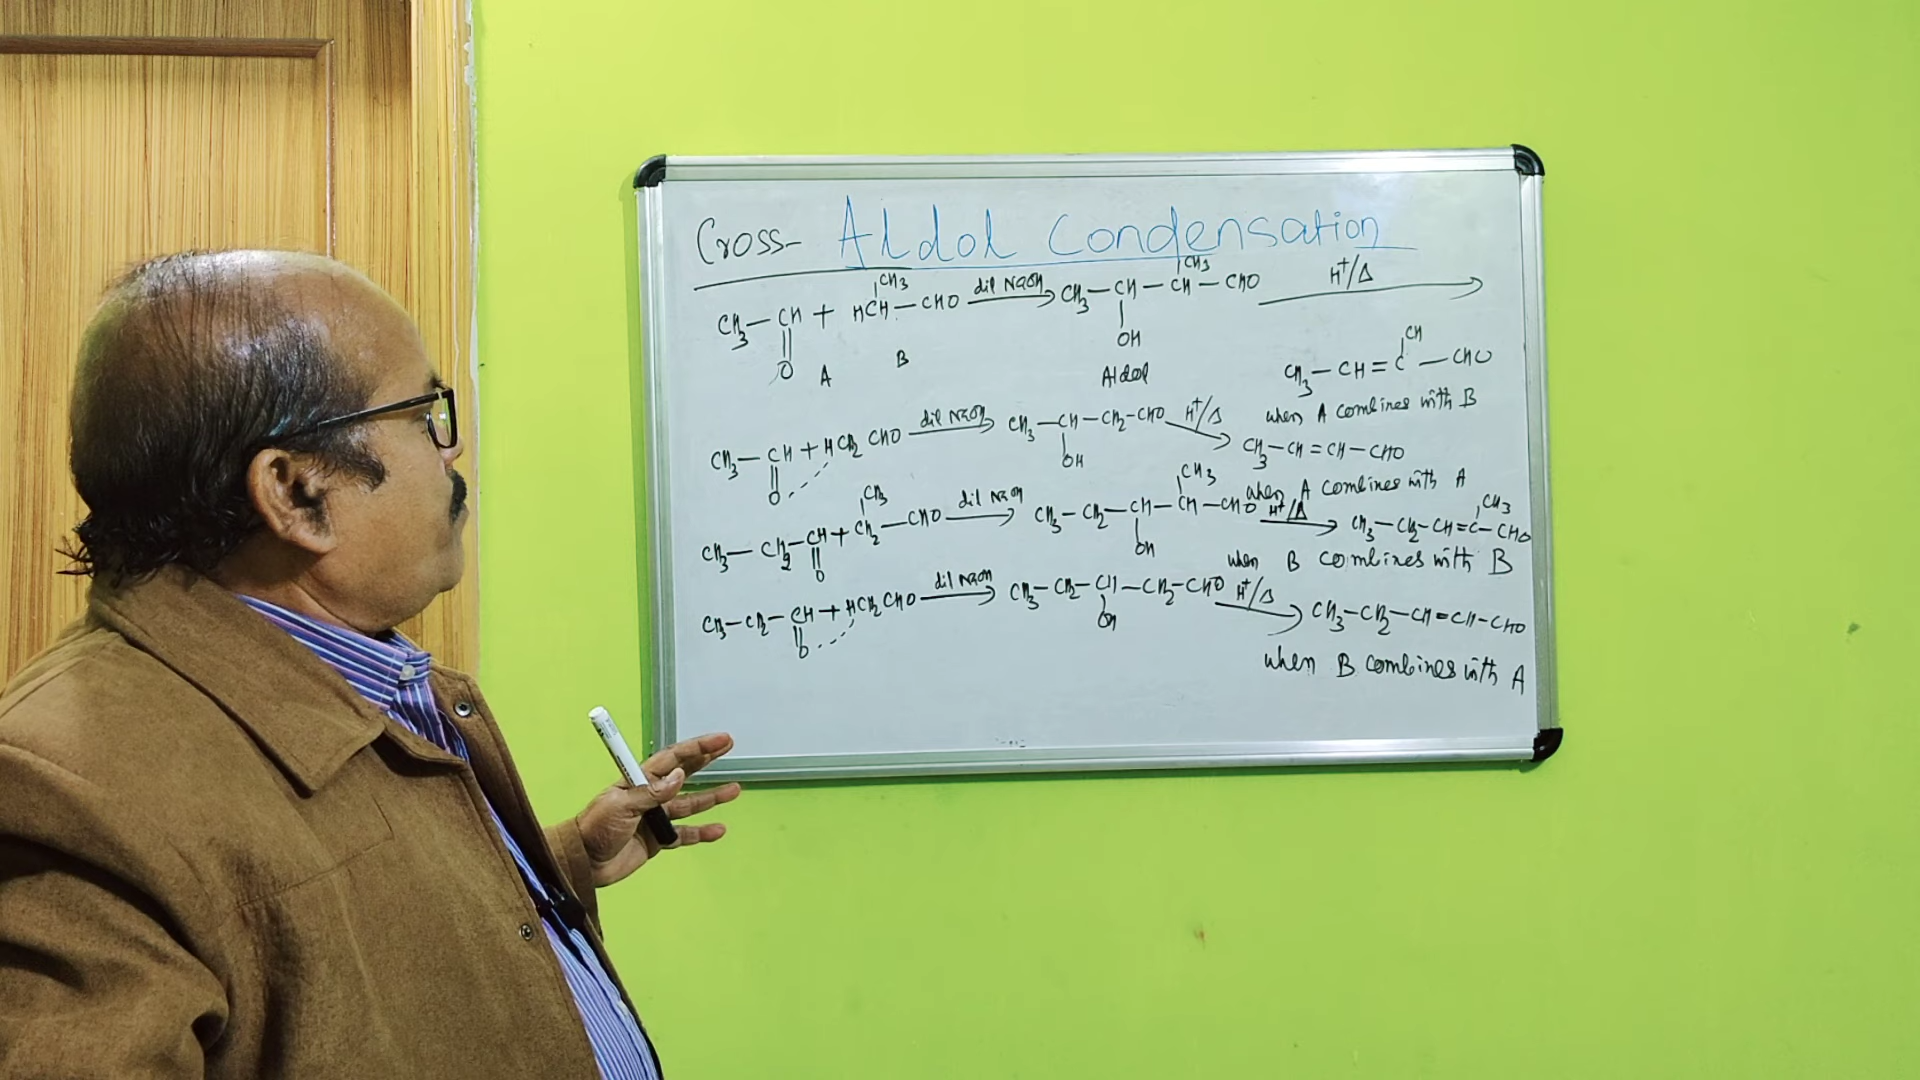 Cross- Aldol Condensation
CH3 — CH + HCH — CHO dil NaOH CH3 — CH — CH — CHO H+/Δ
CH3 CH3
O OH
A B Aldol
CH3 — CH = C — CHO
CH
when A combines with B
CH3 — CH + HCH2 CHO dil NaOH CH3 — CH — CH2 — CHO H+/Δ CH3 — CH = CH — CHO
O OH
when A combines with A
CH3 — CH2 — CH + CH2 — CHO dil NaOH CH3 — CH2 — CH — CH — CHO H+/Δ CH3 — CH2 — CH = C — CHO
CH3 CH3 CH3
O OH
when B combines with B
CH3 — CH2 — CH + HCH2 CHO dil NaOH CH3 — CH2 — CH — CH2 — CHO H+/Δ CH3 — CH2 — CH = CH — CHO
O OH
when B combines with A